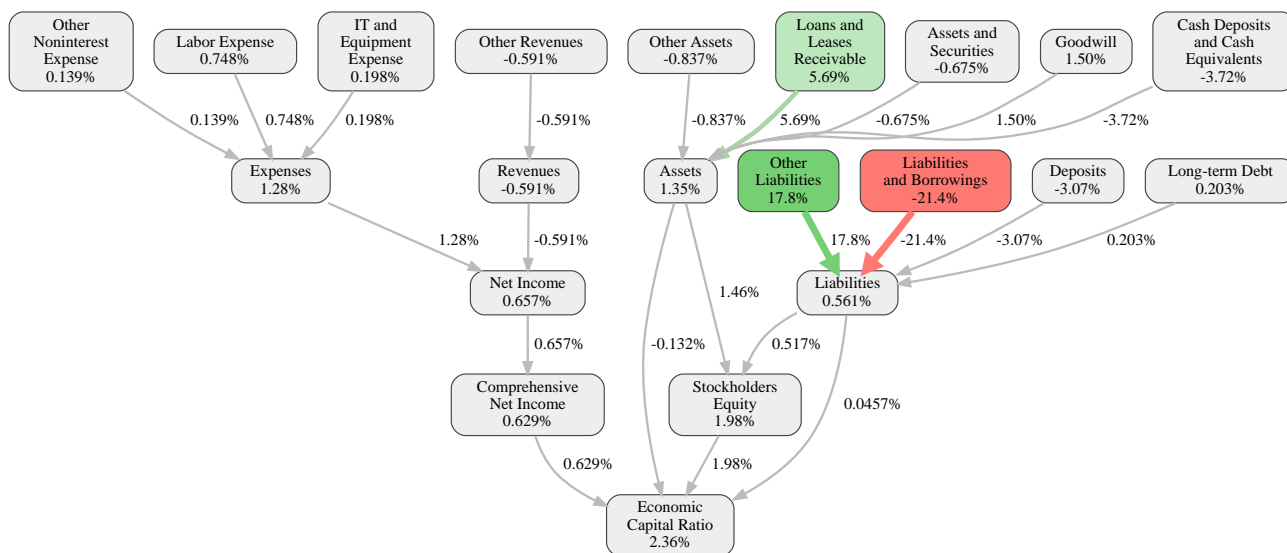 Other
Noninterest
Expense
0.139%
Labor Expense
0.748%
IT and
Equipment
Expense
0.198%
Other Revenues
-0.591%
Other Assets
-0.837%
Loans and
Leases
Receivable
5.69%
Assets and
Securities
-0.675%
Goodwill
1.50%
Cash Deposits
and Cash
Equivalents
-3.72%
0.139%
0.748%
0.198%
-0.591%
-0.837%
5.69%
-0.675%
1.50%
-3.72%
Expenses
1.28%
Revenues
-0.591%
Assets
1.35%
Other
Liabilities
17.8%
Liabilities
and Borrowings
-21.4%
Deposits
-3.07%
Long-term Debt
0.203%
1.28%
-0.591%
17.8%
-21.4%
-3.07%
0.203%
Net Income
0.657%
1.46%
Liabilities
0.561%
0.657%
-0.132%
0.517%
Comprehensive
Net Income
0.629%
Stockholders
Equity
1.98%
0.0457%
0.629%
1.98%
Economic
Capital Ratio
2.36%